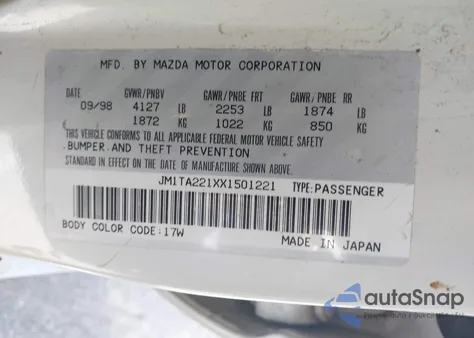 MFD. BY MAZDA MOTOR CORPORATION
DATE GVWR/PNBV GAWR/PNBE FRT GAWR/PNBE RR
09/98 4127 LB 2253 LB 1874 LB
1872 KG 1022 KG 850 KG
THIS VEHICLE CONFORMS TO ALL APPLICABLE FEDERAL MOTOR VEHICLE SAFETY
,BUMPER,AND THEFT PREVENTION
STANDARD IN EFFECT ON THE DATE OF MANUFACTURE SHOWN ABOVE.
JM1TA221XX1501221 TYPE:PASSENGER
BODY COLOR CODE:17W
MADE IN JAPAN
autoSnap